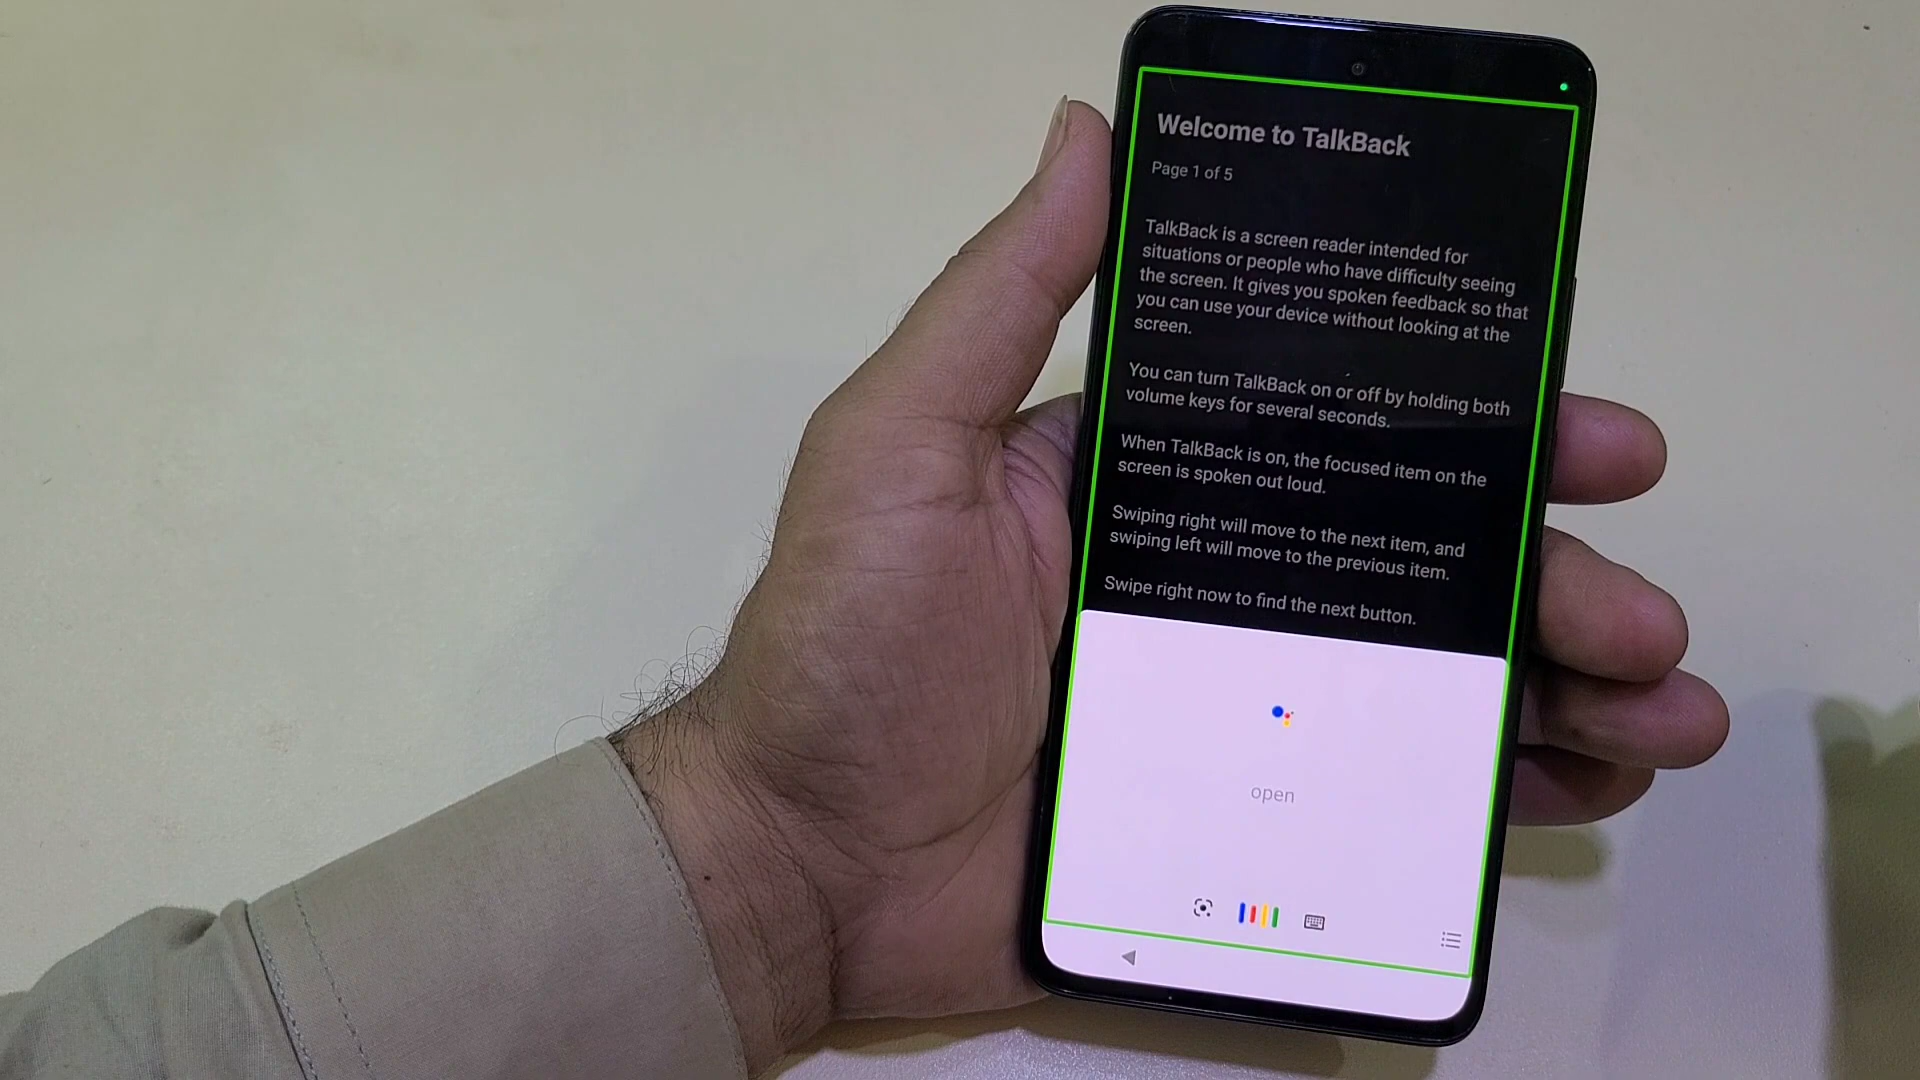 Welcome to TalkBack
Page 1 of 5
TalkBack is a screen reader intended for
situations or people who have difficulty seeing
the screen. It gives you spoken feedback so that
you can use your device without looking at the
screen.
You can turn TalkBack on or off by holding both
volume keys for several seconds.
When TalkBack is on, the focused item on the
screen is spoken out loud.
Swiping right will move to the next item, and
swiping left will move to the previous item.
Swipe right now to find the next button.
open